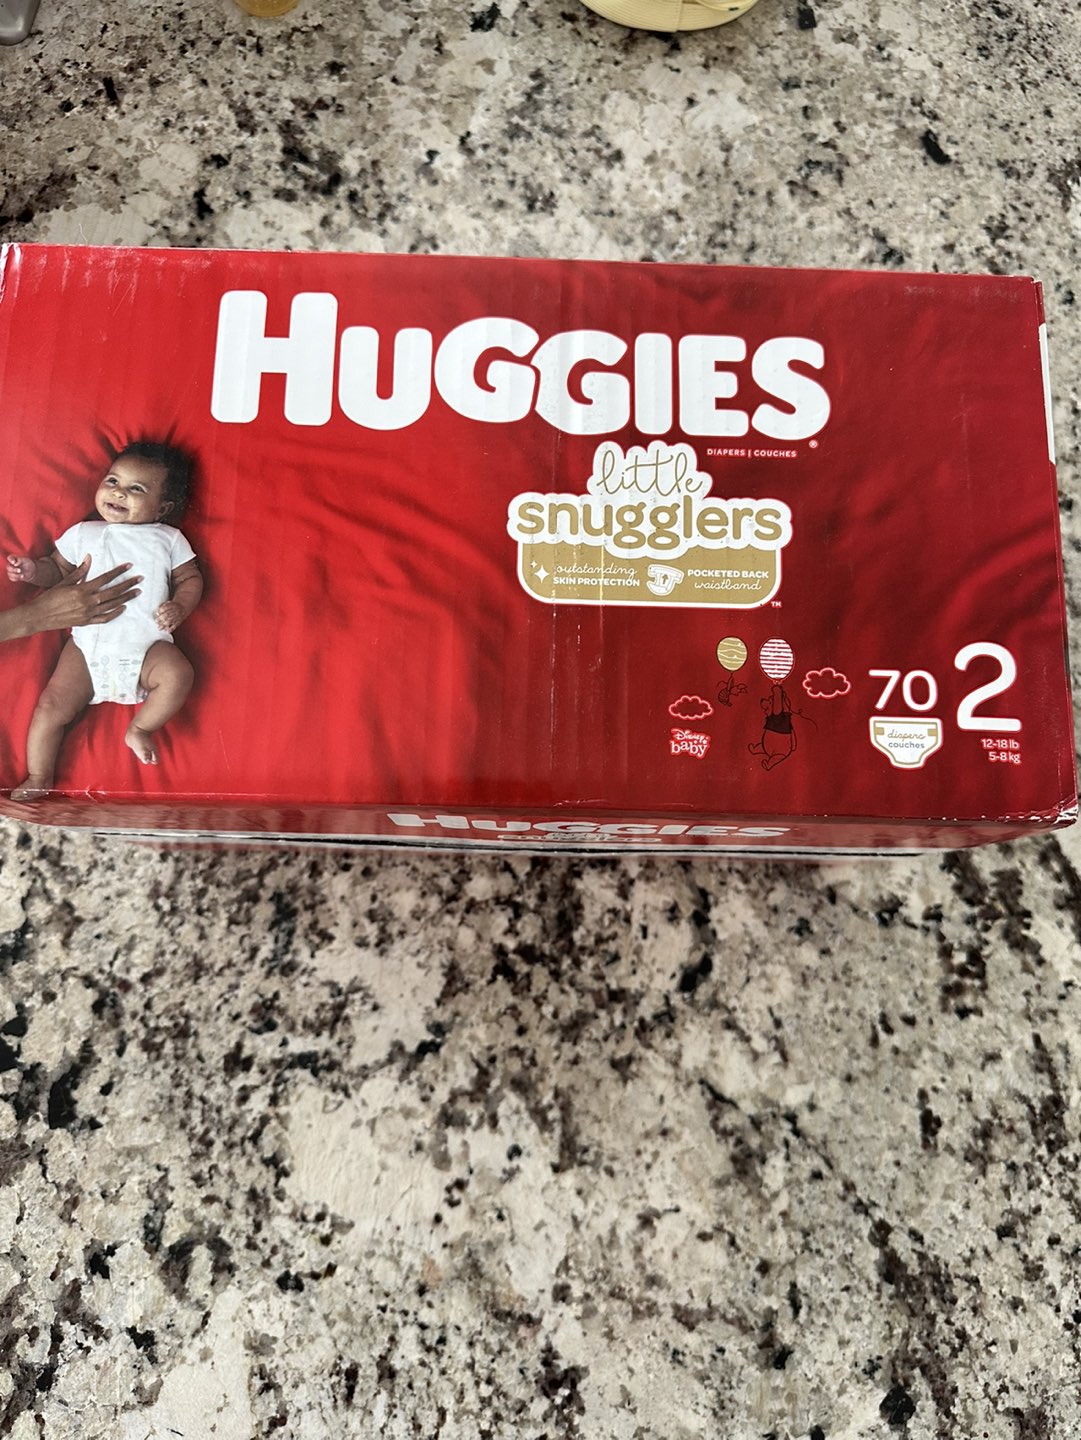 HUGGIES®
DIAPERS | COUCHES
little
snugglers
outstanding
SKIN PROTECTION
POCKETED BACK
waistband
TM
Disney
baby
70
diapers
couches
2
12-18 lb
5-8 kg
HUGGIES